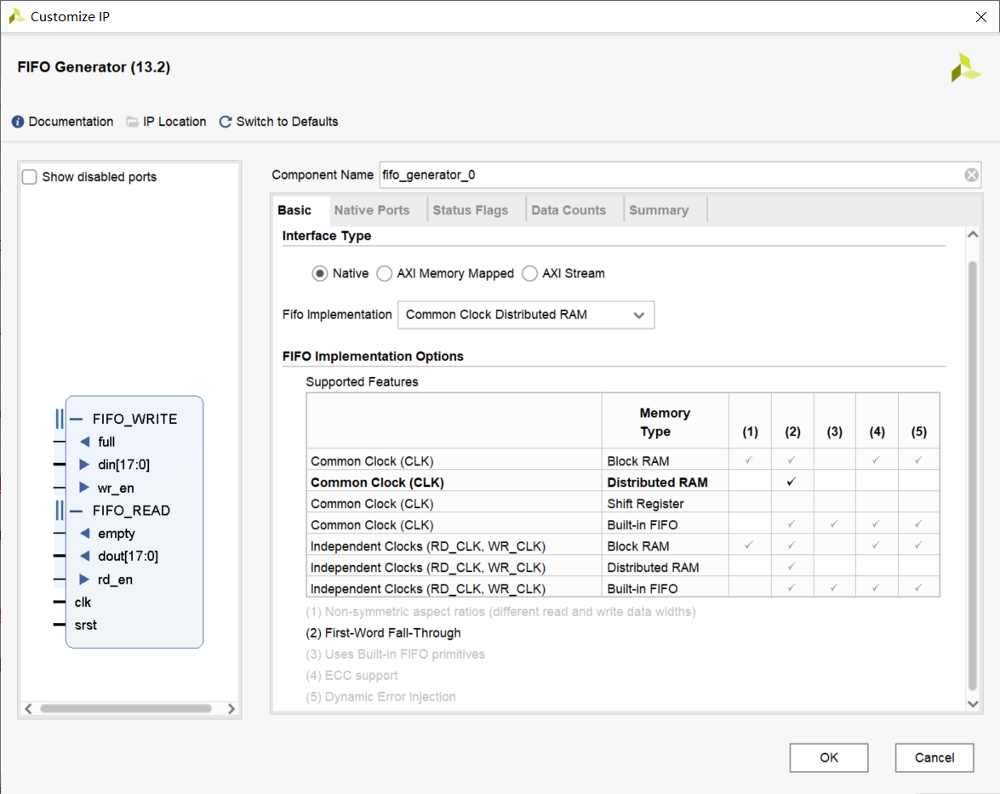 Customize IP
FIFO Generator (13.2)
Documentation IP Location Switch to Defaults
Show disabled ports
FIFO_WRITE
full
din[17:0]
wr_en
FIFO_READ
empty
dout[17:0]
rd_en
clk
srst
Component Name fifo_generator_0
Basic Native Ports Status Flags Data Counts Summary
Interface Type
Native AXI Memory Mapped AXI Stream
Fifo Implementation Common Clock Distributed RAM
FIFO Implementation Options
Supported Features
Memory
Type (1) (2) (3) (4) (5)
Common Clock (CLK) Block RAM ✓ ✓ ✓ ✓
Common Clock (CLK) Distributed RAM ✓
Common Clock (CLK) Shift Register
Common Clock (CLK) Built-in FIFO ✓ ✓ ✓ ✓
Independent Clocks (RD_CLK, WR_CLK) Block RAM ✓ ✓ ✓ ✓
Independent Clocks (RD_CLK, WR_CLK) Distributed RAM ✓
Independent Clocks (RD_CLK, WR_CLK) Built-in FIFO ✓ ✓ ✓ ✓
(1) Non-symmetric aspect ratios (different read and write data widths)
(2) First-Word Fall-Through
(3) Uses Built-in FIFO primitives
(4) ECC support
(5) Dynamic Error Injection
OK Cancel